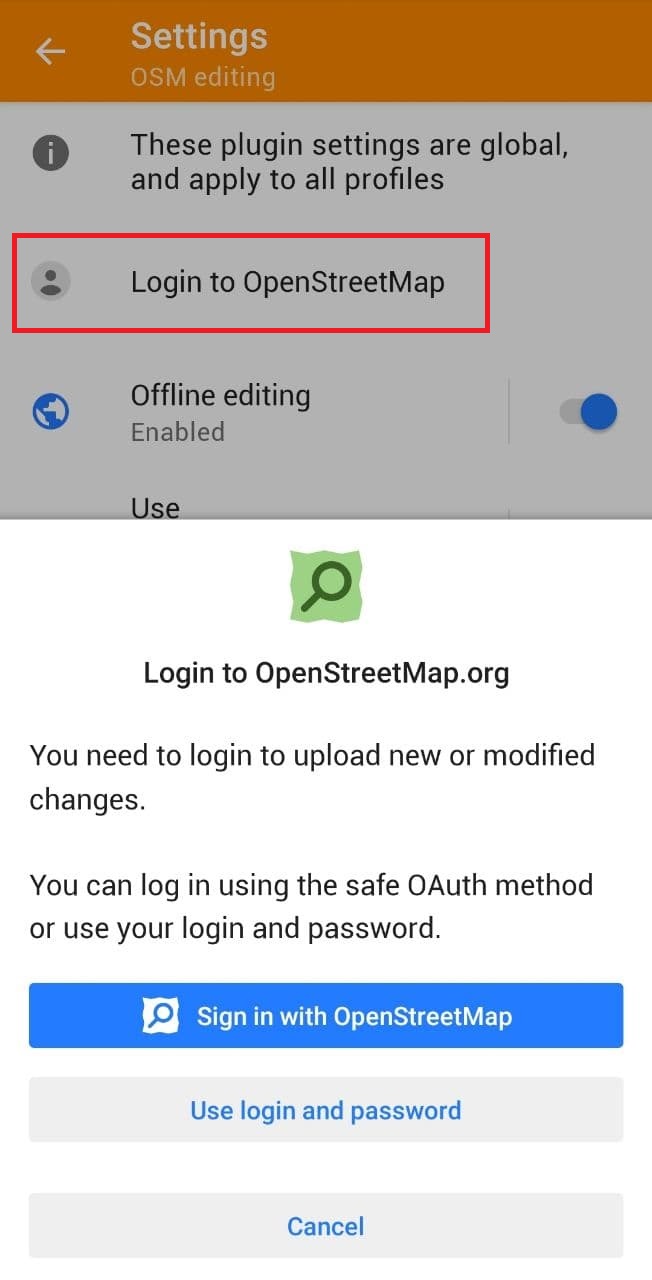 Settings
OSM editing
These plugin settings are global,
and apply to all profiles
Login to OpenStreetMap
Offline editing
Enabled
Use
Login to OpenStreetMap.org
You need to login to upload new or modified
changes.
You can log in using the safe OAuth method
or use your login and password.
Sign in with OpenStreetMap
Use login and password
Cancel